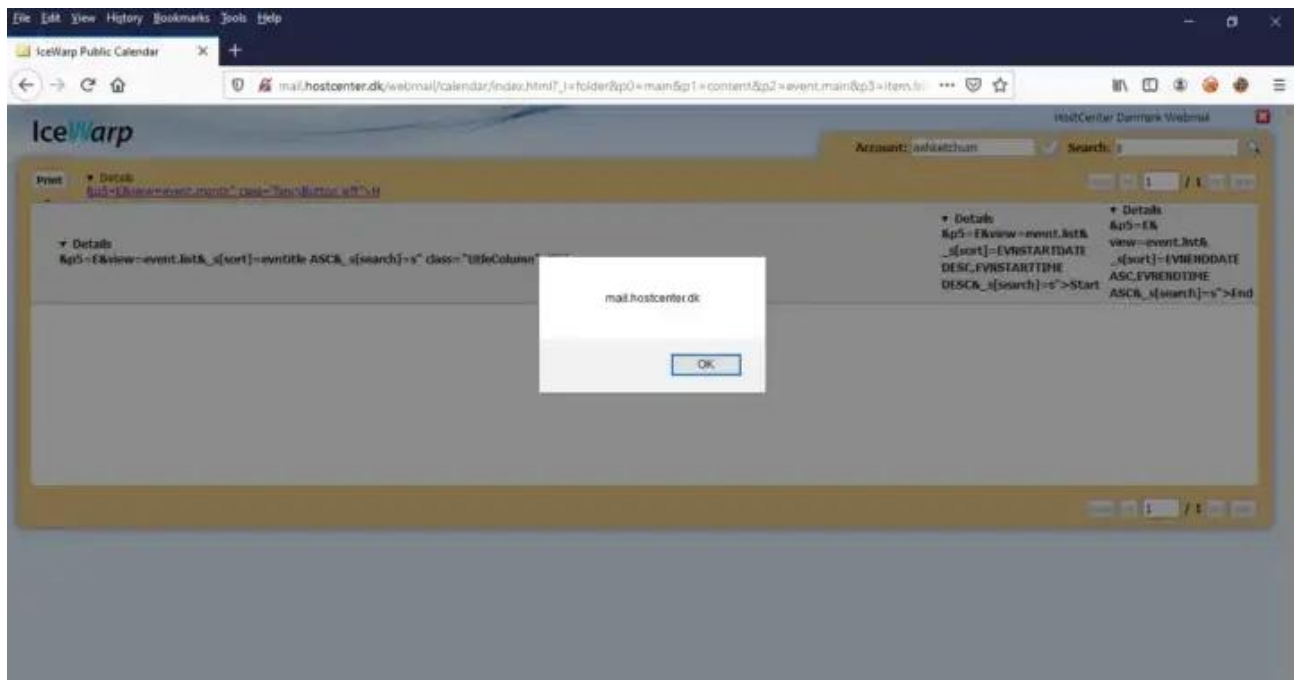 File Edit View History Bookmarks Tools Help
IceWarp Public Calendar
mail.hostcenter.dk/webmail/calendar/index.html?_l=folder&p0=main&p1=content&p2=event.main&p3=item.
HostCenter Danmark Webmail
IceWarp
Account: ashketchum Search: s
Print ▾ Details
&p5=E&view=event.month" class="
1 / 1
▾ Details
&p5=E&view=event.list&_s[sort]=evntitle ASC&_s[search]=s" class="titleColumn"
▾ Details
&p5=E&view=event.list&
_s[sort]=EVNSTARTDATE
DESC,EVNSTARTTIME
DESC&_s[search]=s">Start
▾ Details
&p5=E&
view=event.list&
_s[sort]=EVNENDDATE
ASC,EVNENDTIME
ASC&_s[search]=s">End
mail.hostcenter.dk
OK
1 / 1